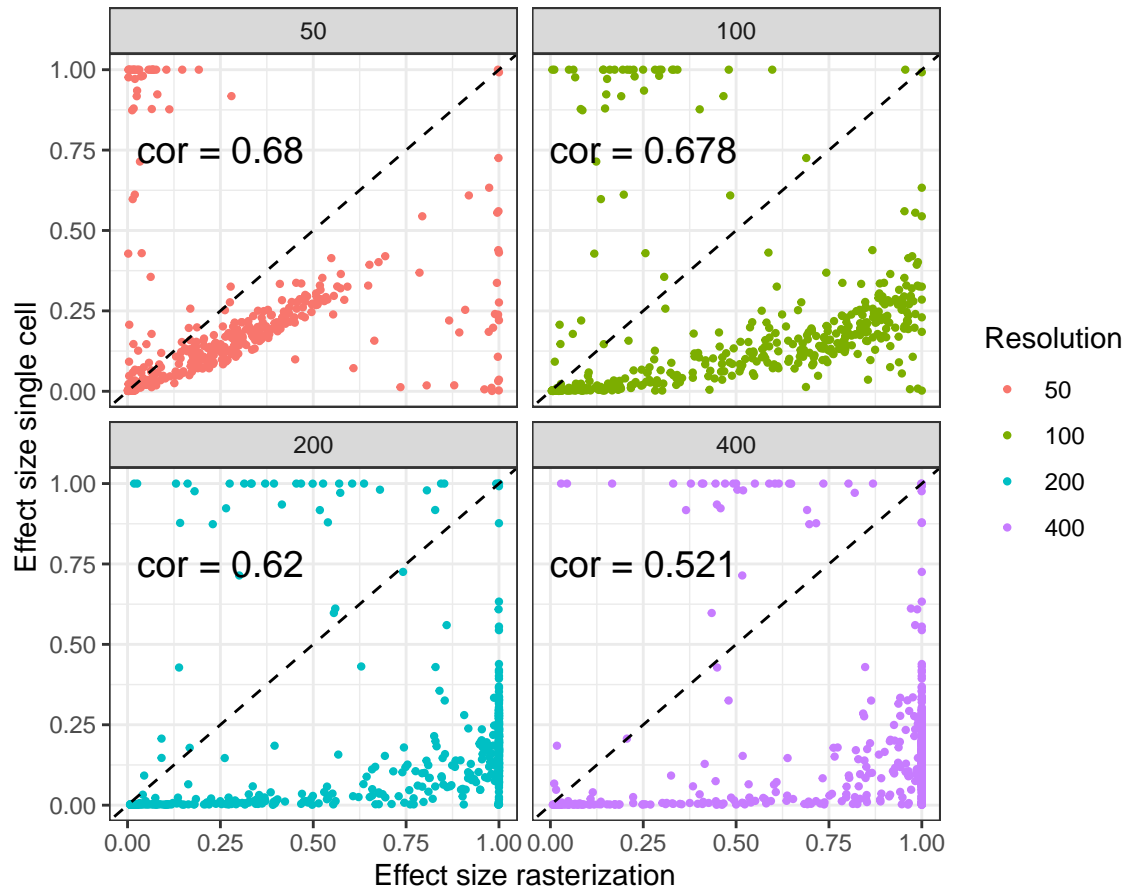 50
100
1.00
0.75
0.50
0.25
0.00
cor = 0.68
cor = 0.678
200
400
1.00
0.75
0.50
0.25
0.00
cor = 0.62
cor = 0.521
0.00 0.25 0.50 0.75 1.00
0.00 0.25 0.50 0.75 1.00
Effect size rasterization
Effect size single cell
Resolution
50
100
200
400